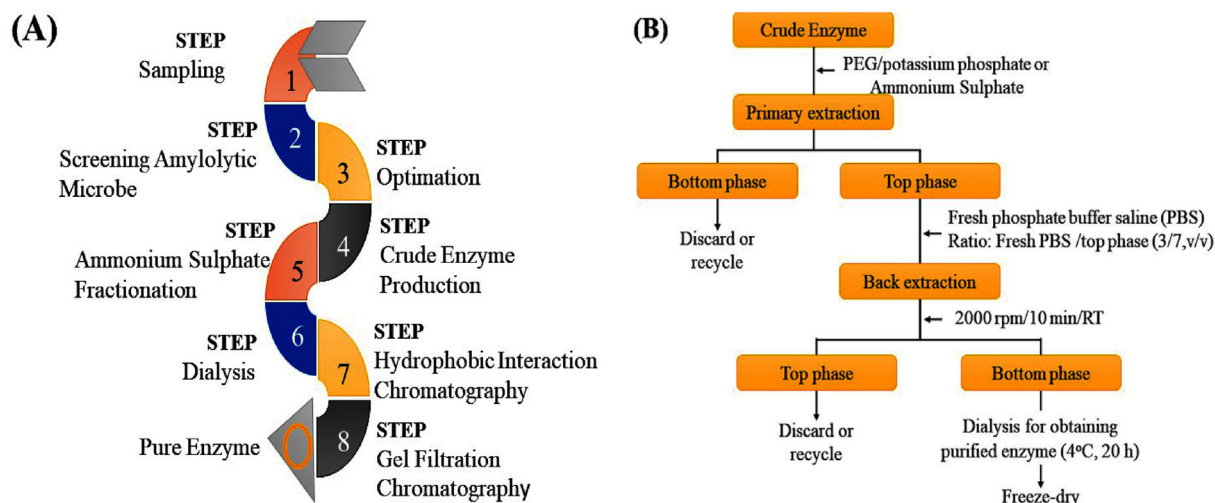 (A)
STEP
Sampling
1
STEP
Screening Amylolytic
Microbe
2
STEP
Optimation
3
STEP
Crude Enzyme
Production
4
STEP
Ammonium Sulphate
Fractionation
5
STEP
Dialysis
6
STEP
Hydrophobic Interaction
Chromatography
7
STEP
Gel Filtration
Chromatography
8
Pure Enzyme
(B)
Crude Enzyme
PEG/potassium phosphate or
Ammonium Sulphate
Primary extraction
Bottom phase
Top phase
Discard or
recycle
Fresh phosphate buffer saline (PBS)
Ratio: Fresh PBS /top phase (3/7,v/v)
Back extraction
2000 rpm/10 min/RT
Top phase
Bottom phase
Discard or
recycle
Dialysis for obtaining
purified enzyme (4ºC, 20 h)
Freeze-dry